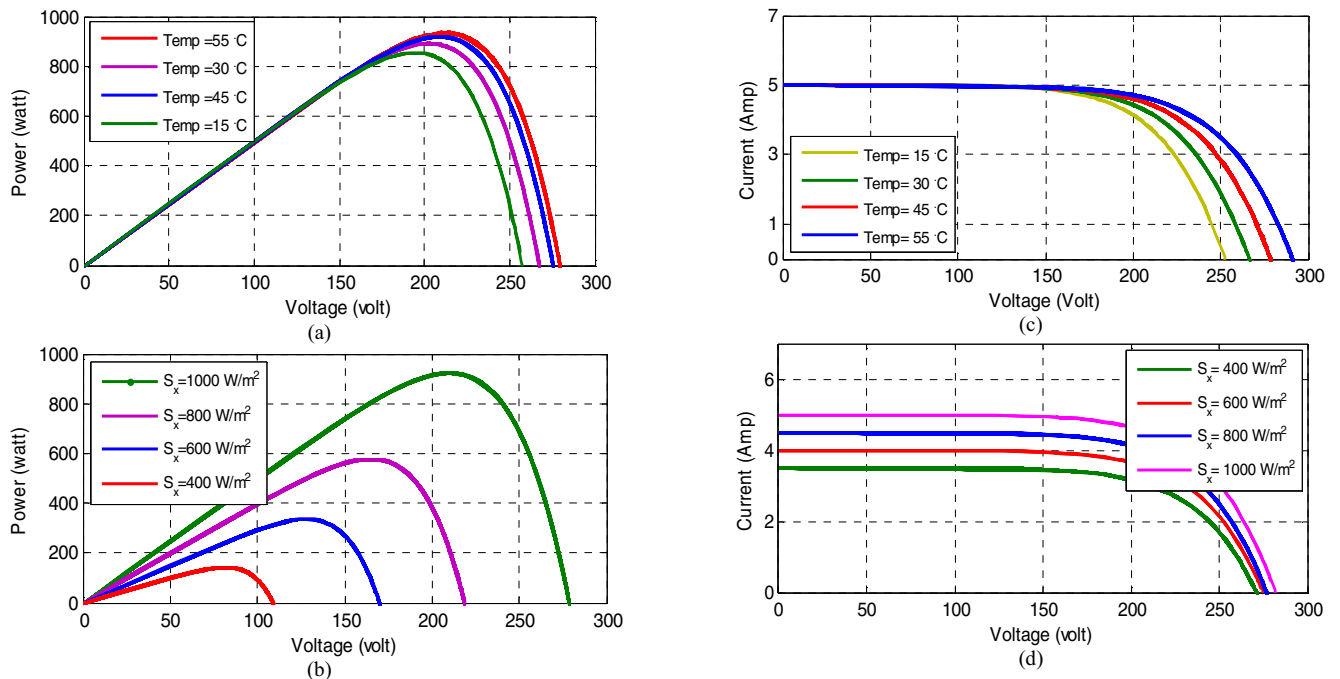 1000
800
600
400
200
0
Power (watt)
Temp =55 °C
Temp =30 °C
Temp =45 °C
Temp =15 °C
0 50 100 150 200 250 300
Voltage (volt)
(a)
7
5
3
1
0
Current (Amp)
Temp= 15 °C
Temp= 30 °C
Temp= 45 °C
Temp= 55 °C
0 50 100 150 200 250 300
Voltage (Volt)
(c)
1000
800
600
400
200
0
Power (watt)
Sₓ=1000 W/m²
Sₓ=800 W/m²
Sₓ=600 W/m²
Sₓ=400 W/m²
0 50 100 150 200 250 300
Voltage (volt)
(b)
6
4
2
0
Current (Amp)
Sₓ= 400 W/m²
Sₓ= 600 W/m²
Sₓ= 800 W/m²
Sₓ= 1000 W/m²
0 50 100 150 200 250 300
Voltage (volt)
(d)